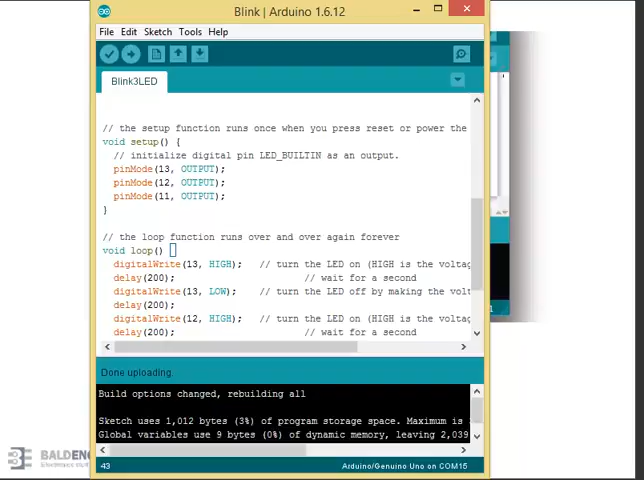 Blink | Arduino 1.6.12
File Edit Sketch Tools Help
Blink3LED
// the setup function runs once when you press reset or power the
void setup() {
// initialize digital pin LED_BUILTIN as an output.
pinMode(13, OUTPUT);
pinMode(12, OUTPUT);
pinMode(11, OUTPUT);
}
// the loop function runs over and over again forever
void loop()
digitalWrite(13, HIGH); // turn the LED on (HIGH is the voltag
delay(200); // wait for a second
digitalWrite(13, LOW); // turn the LED off by making the volt
delay(200);
digitalWrite(12, HIGH); // turn the LED on (HIGH is the voltag
delay(200); // wait for a second
Done uploading.
Build options changed, rebuilding all
Sketch uses 1,012 bytes (3%) of program storage space. Maximum is
Global variables use 9 bytes (0%) of dynamic memory, leaving 2,039
BALDENG
43 Arduino/Genuino Uno on COM15